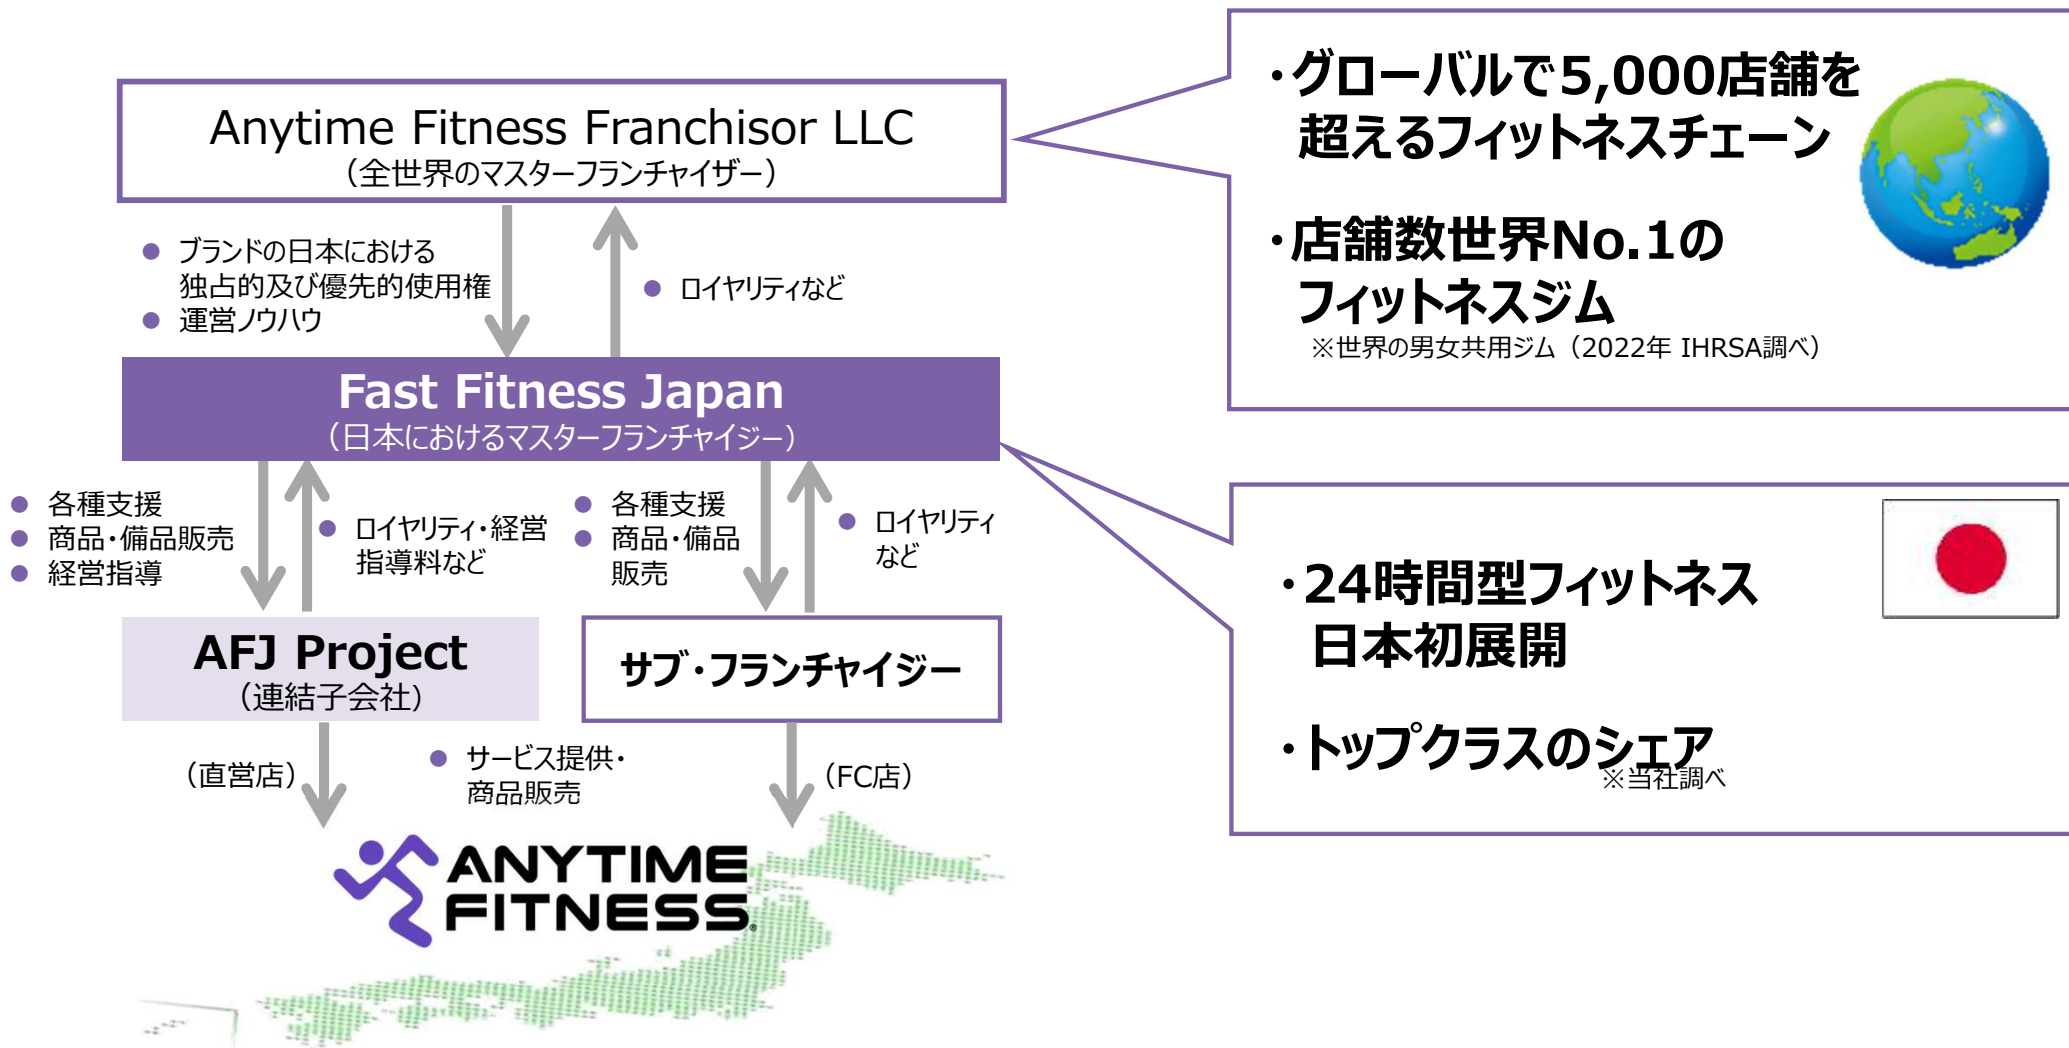 Anytime Fitness Franchisor LLC
（全世界のマスターフランチャイザー）
● ブランドの日本における
独占的及び優先的使用権
● 運営ノウハウ
● ロイヤリティなど
Fast Fitness Japan
（日本におけるマスターフランチャイジー）
● 各種支援
● 商品・備品販売
● 経営指導
● ロイヤリティ・経営
指導料など
● 各種支援
● 商品・備品
販売
● ロイヤリティ
など
AFJ Project
（連結子会社）
サブ・フランチャイジー
（直営店）
● サービス提供・
商品販売
（FC店）
ANYTIME
FITNESS®
・グローバルで5,000店舗を
超えるフィットネスチェーン
・店舗数世界No.1の
フィットネスジム
※世界の男女共用ジム（2022年 IHRSA調べ）
・24時間型フィットネス
日本初展開
・トップクラスのシェア
※当社調べ